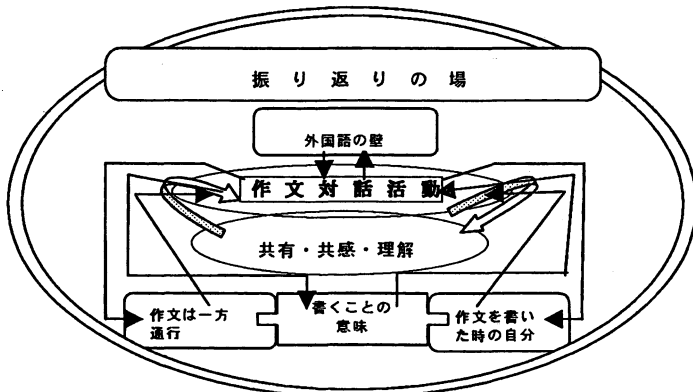 振り返りの場
外国語の壁
作文対話活動
共有・共感・理解
作文は一方
通行
書くことの
意味
作文を書い
た時の自分